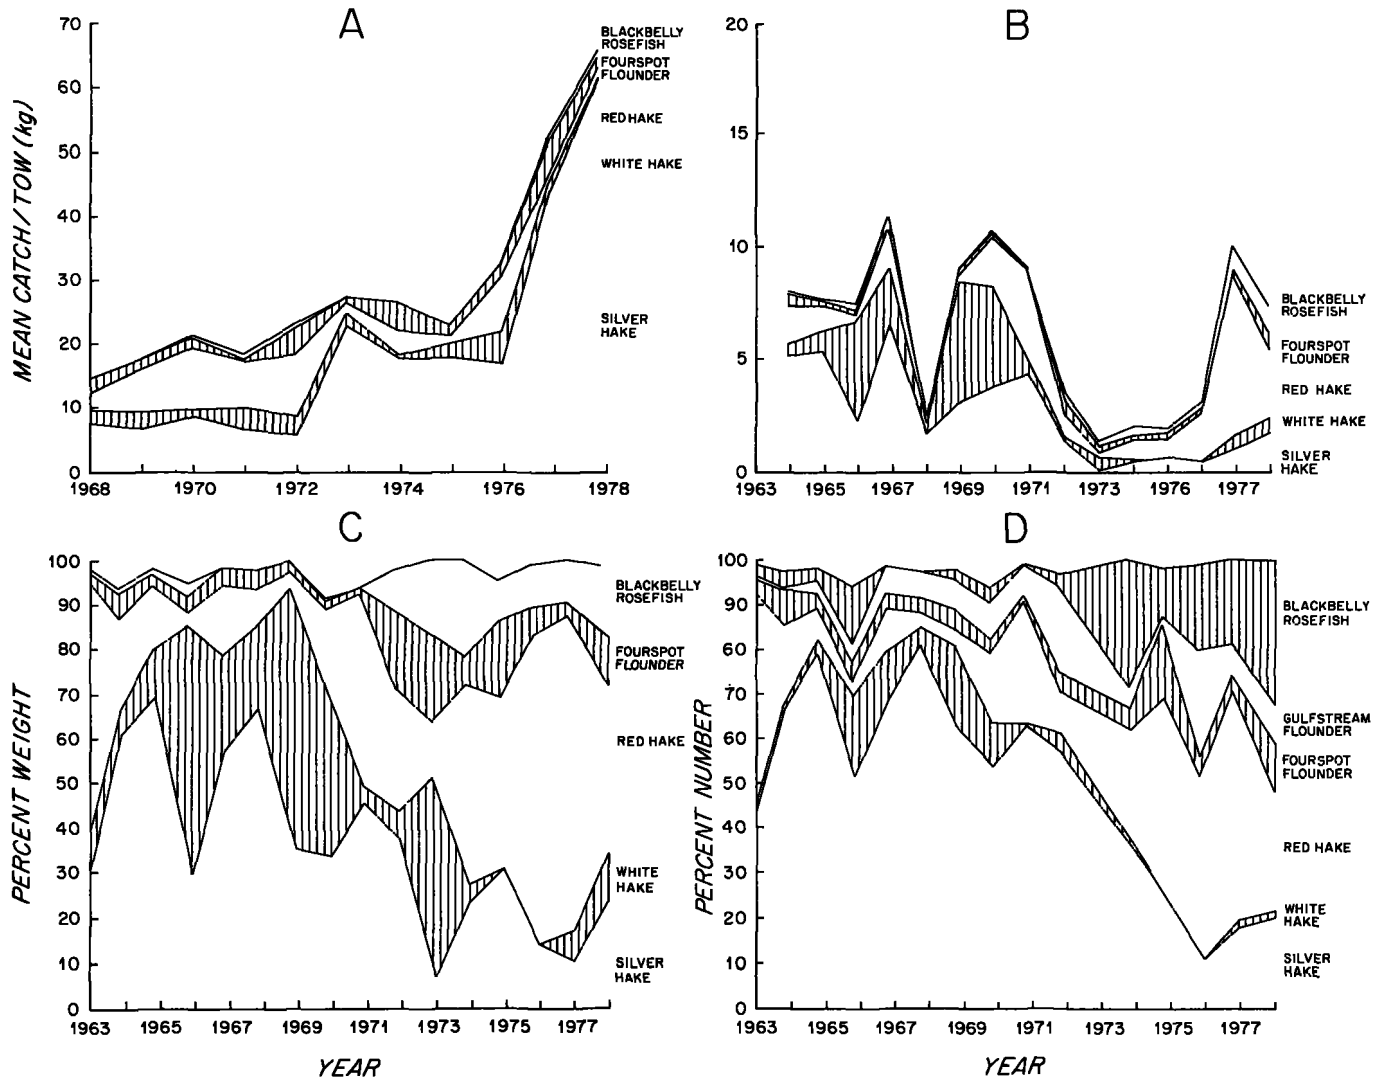 A
MEAN CATCH/TOW (kg)
70
60
50
40
30
20
10
0
1968
1970
1972
1974
1976
1978
BLACKBELLY
ROSEFISH
FOURSPOT
FLOUNDER
RED HAKE
WHITE HAKE
SILVER
HAKE
B
20
15
10
5
0
1963
1965
1967
1969
1971
1973
1976
1977
BLACKBELLY
ROSEFISH
FOURSPOT
FLOUNDER
RED HAKE
WHITE HAKE
SILVER
HAKE
C
PERCENT WEIGHT
100
90
80
70
60
50
40
30
20
10
0
1963
1965
1967
1969
1971
1973
1975
1977
YEAR
BLACKBELLY
ROSEFISH
FOURSPOT
FLOUNDER
RED HAKE
WHITE
HAKE
SILVER
HAKE
D
PERCENT NUMBER
100
90
80
70
60
50
40
30
20
10
0
1963
1965
1967
1969
1971
1973
1975
1977
YEAR
BLACKBELLY
ROSEFISH
GULFSTREAM
FLOUNDER
FOURSPOT
FLOUNDER
RED HAKE
WHITE
HAKE
SILVER
HAKE